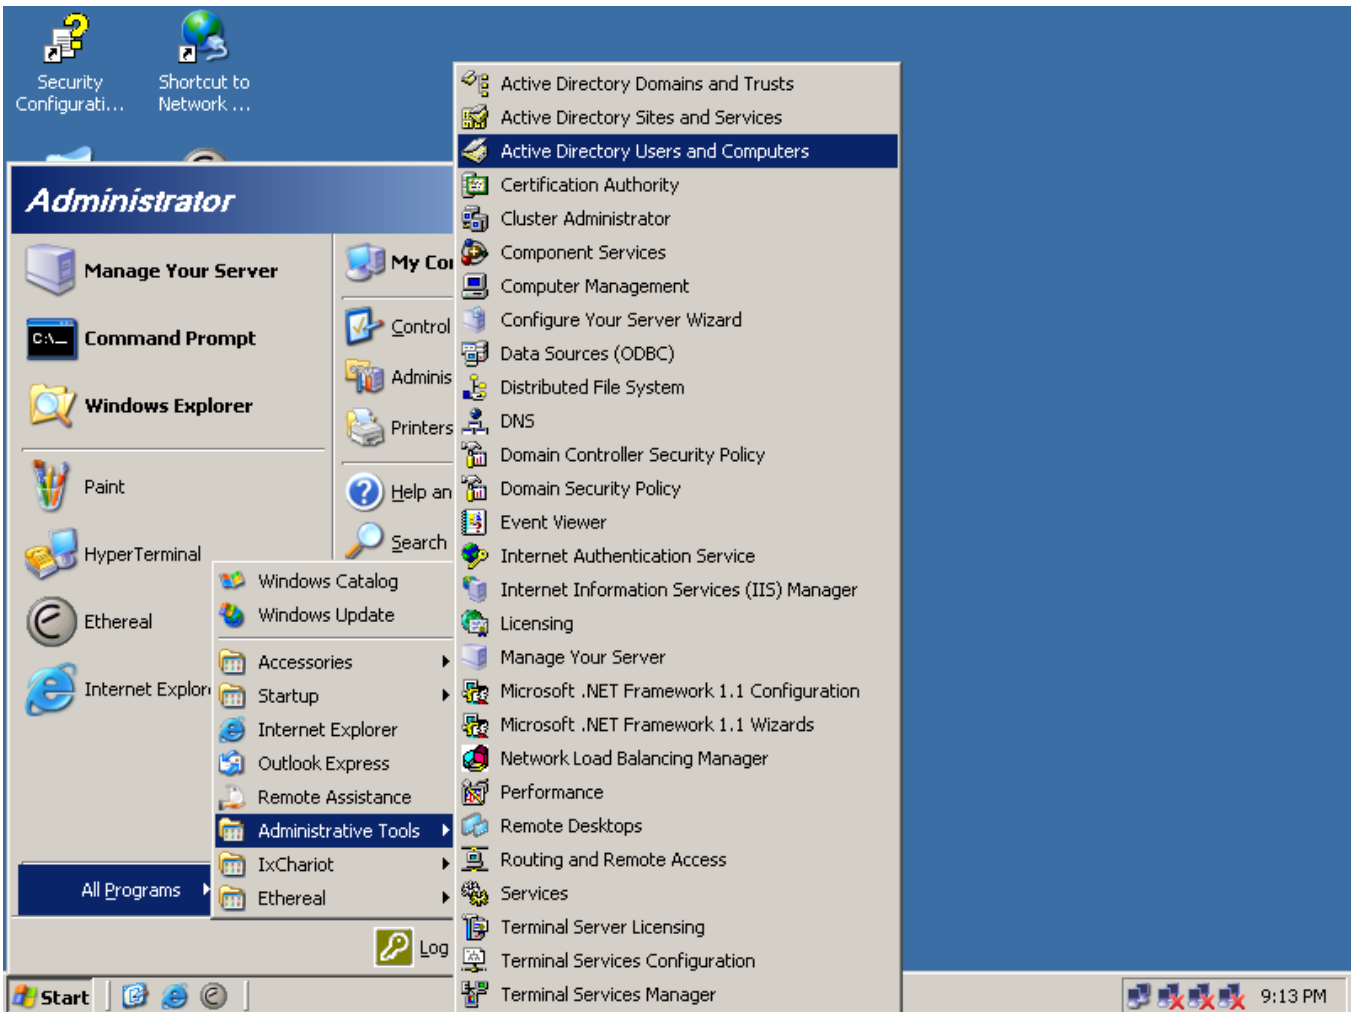 Security
Configurati...
Shortcut to
Network ...
Administrator
Manage Your Server
Command Prompt
Windows Explorer
Paint
HyperTerminal
Ethereal
Internet Explor
All Programs
My Co
Control
Adminis
Printers
Help an
Search
Log
Windows Catalog
Windows Update
Accessories
Startup
Internet Explorer
Outlook Express
Remote Assistance
Administrative Tools
IxChariot
Ethereal
Active Directory Domains and Trusts
Active Directory Sites and Services
Active Directory Users and Computers
Certification Authority
Cluster Administrator
Component Services
Computer Management
Configure Your Server Wizard
Data Sources (ODBC)
Distributed File System
DNS
Domain Controller Security Policy
Domain Security Policy
Event Viewer
Internet Authentication Service
Internet Information Services (IIS) Manager
Licensing
Manage Your Server
Microsoft .NET Framework 1.1 Configuration
Microsoft .NET Framework 1.1 Wizards
Network Load Balancing Manager
Performance
Remote Desktops
Routing and Remote Access
Services
Terminal Server Licensing
Terminal Services Configuration
Terminal Services Manager
Start
9:13 PM